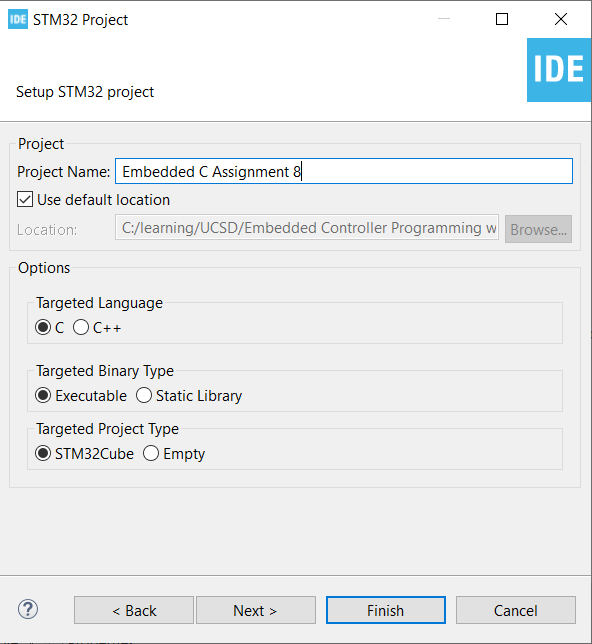 IDE STM32 Project
IDE
Setup STM32 project
Project
Project Name: Embedded C Assignment 8
Use default location
Location: C:/learning/UCSD/Embedded Controller Programming w Browse...
Options
Targeted Language
C C++
Targeted Binary Type
Executable Static Library
Targeted Project Type
STM32Cube Empty
? < Back Next > Finish Cancel